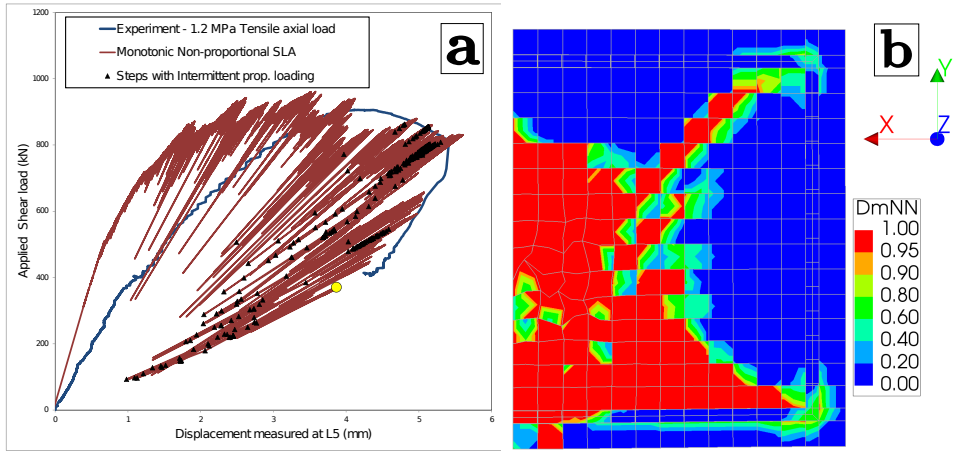 Experiment - 1.2 MPa Tensile axial load
Monotonic Non-proportional SLA
Steps with Intermittent prop. loading
a
1200
1000
800
600
400
200
0
0
1
2
3
4
5
6
Applied Shear load (kN)
Displacement measured at L5 (mm)
b
Y
X
Z
DmNN
1.00
0.95
0.90
0.80
0.60
0.40
0.20
0.00